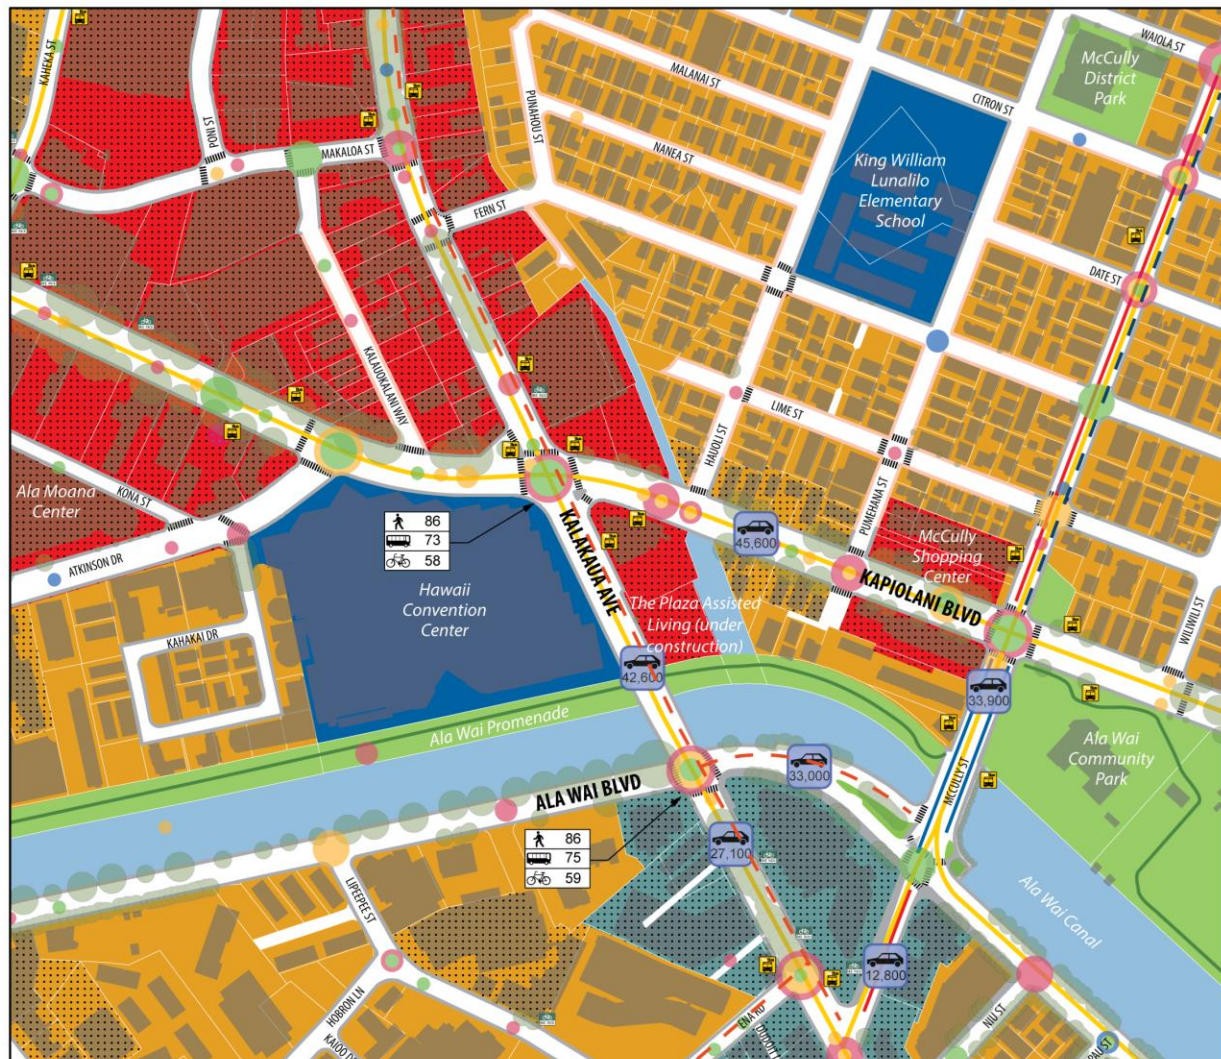 KAHEKA ST
PONI ST
MAKALOA ST
PUNAHOU ST
MALANAI ST
NANEA ST
FERN ST
WAIOLA ST
CITRON ST
McCully
District
Park
King William
Lunalilo
Elementary
School
DATE ST
KALAUOKALANI WAY
LIME ST
HAUOLI ST
PUMEHANA ST
Ala Moana
Center
KONA ST
ATKINSON DR
86
73
58
KALAKAUA AVE
45,600
McCully
Shopping
Center
KAPIOLANI BLVD
WILIWILI ST
Hawaii
Convention
Center
The Plaza Assisted
Living (under
construction)
KAHAKAI DR
42,600
33,900
Ala Wai Promenade
Ala Wai
Community
Park
MCCULLY ST
ALA WAI BLVD
33,000
27,100
86
75
59
LIPEEPEE ST
Ala Wai Canal
HOBRON LN
12,800
ENA RD
NIU ST